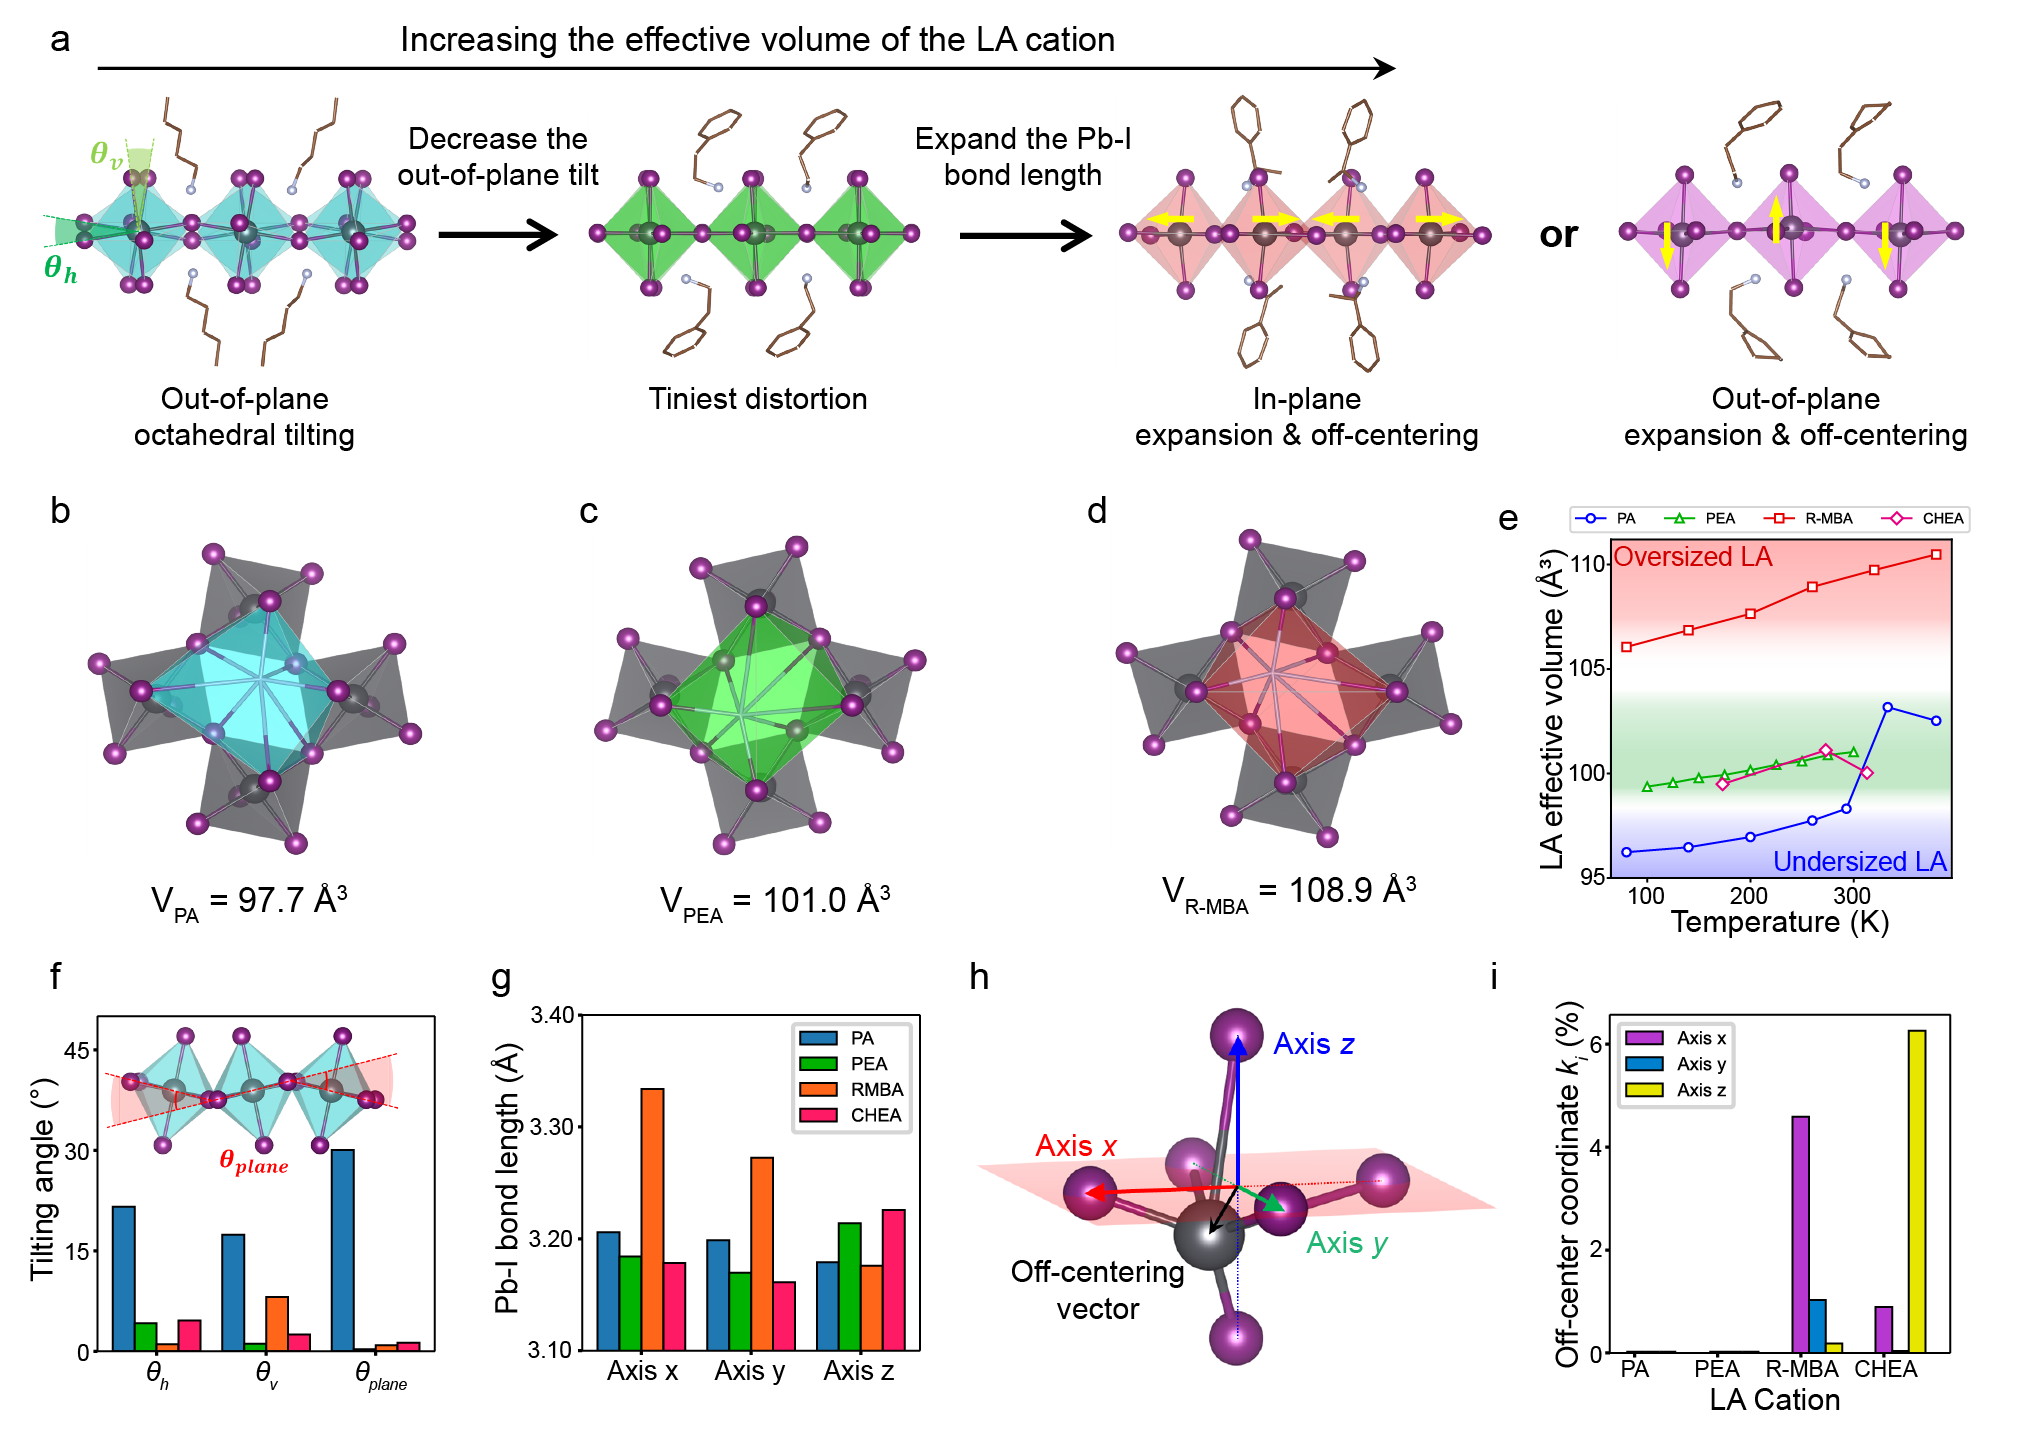 a
Increasing the effective volume of the LA cation
θv
θh
Decrease the
out-of-plane tilt
Expand the Pb-I
bond length
or
Out-of-plane
octahedral tilting
Tiniest distortion
In-plane
expansion & off-centering
Out-of-plane
expansion & off-centering
b
VPA = 97.7 Å³
c
VPEA = 101.0 Å³
d
VR-MBA = 108.9 Å³
e
PA
PEA
R-MBA
CHEA
Oversized LA
Undersized LA
LA effective volume (Å³)
110
105
100
95
100
200
300
Temperature (K)
f
Tilting angle (°)
45
30
15
0
θplane
θh
θv
θplane
g
Pb-I bond length (Å)
3.40
3.30
3.20
3.10
PA
PEA
RMBA
CHEA
Axis x
Axis y
Axis z
h
Axis z
Axis x
Axis y
Off-centering
vector
i
Off-center coordinate ki (%)
6
4
2
0
Axis x
Axis y
Axis z
PA
PEA
R-MBA
CHEA
LA Cation